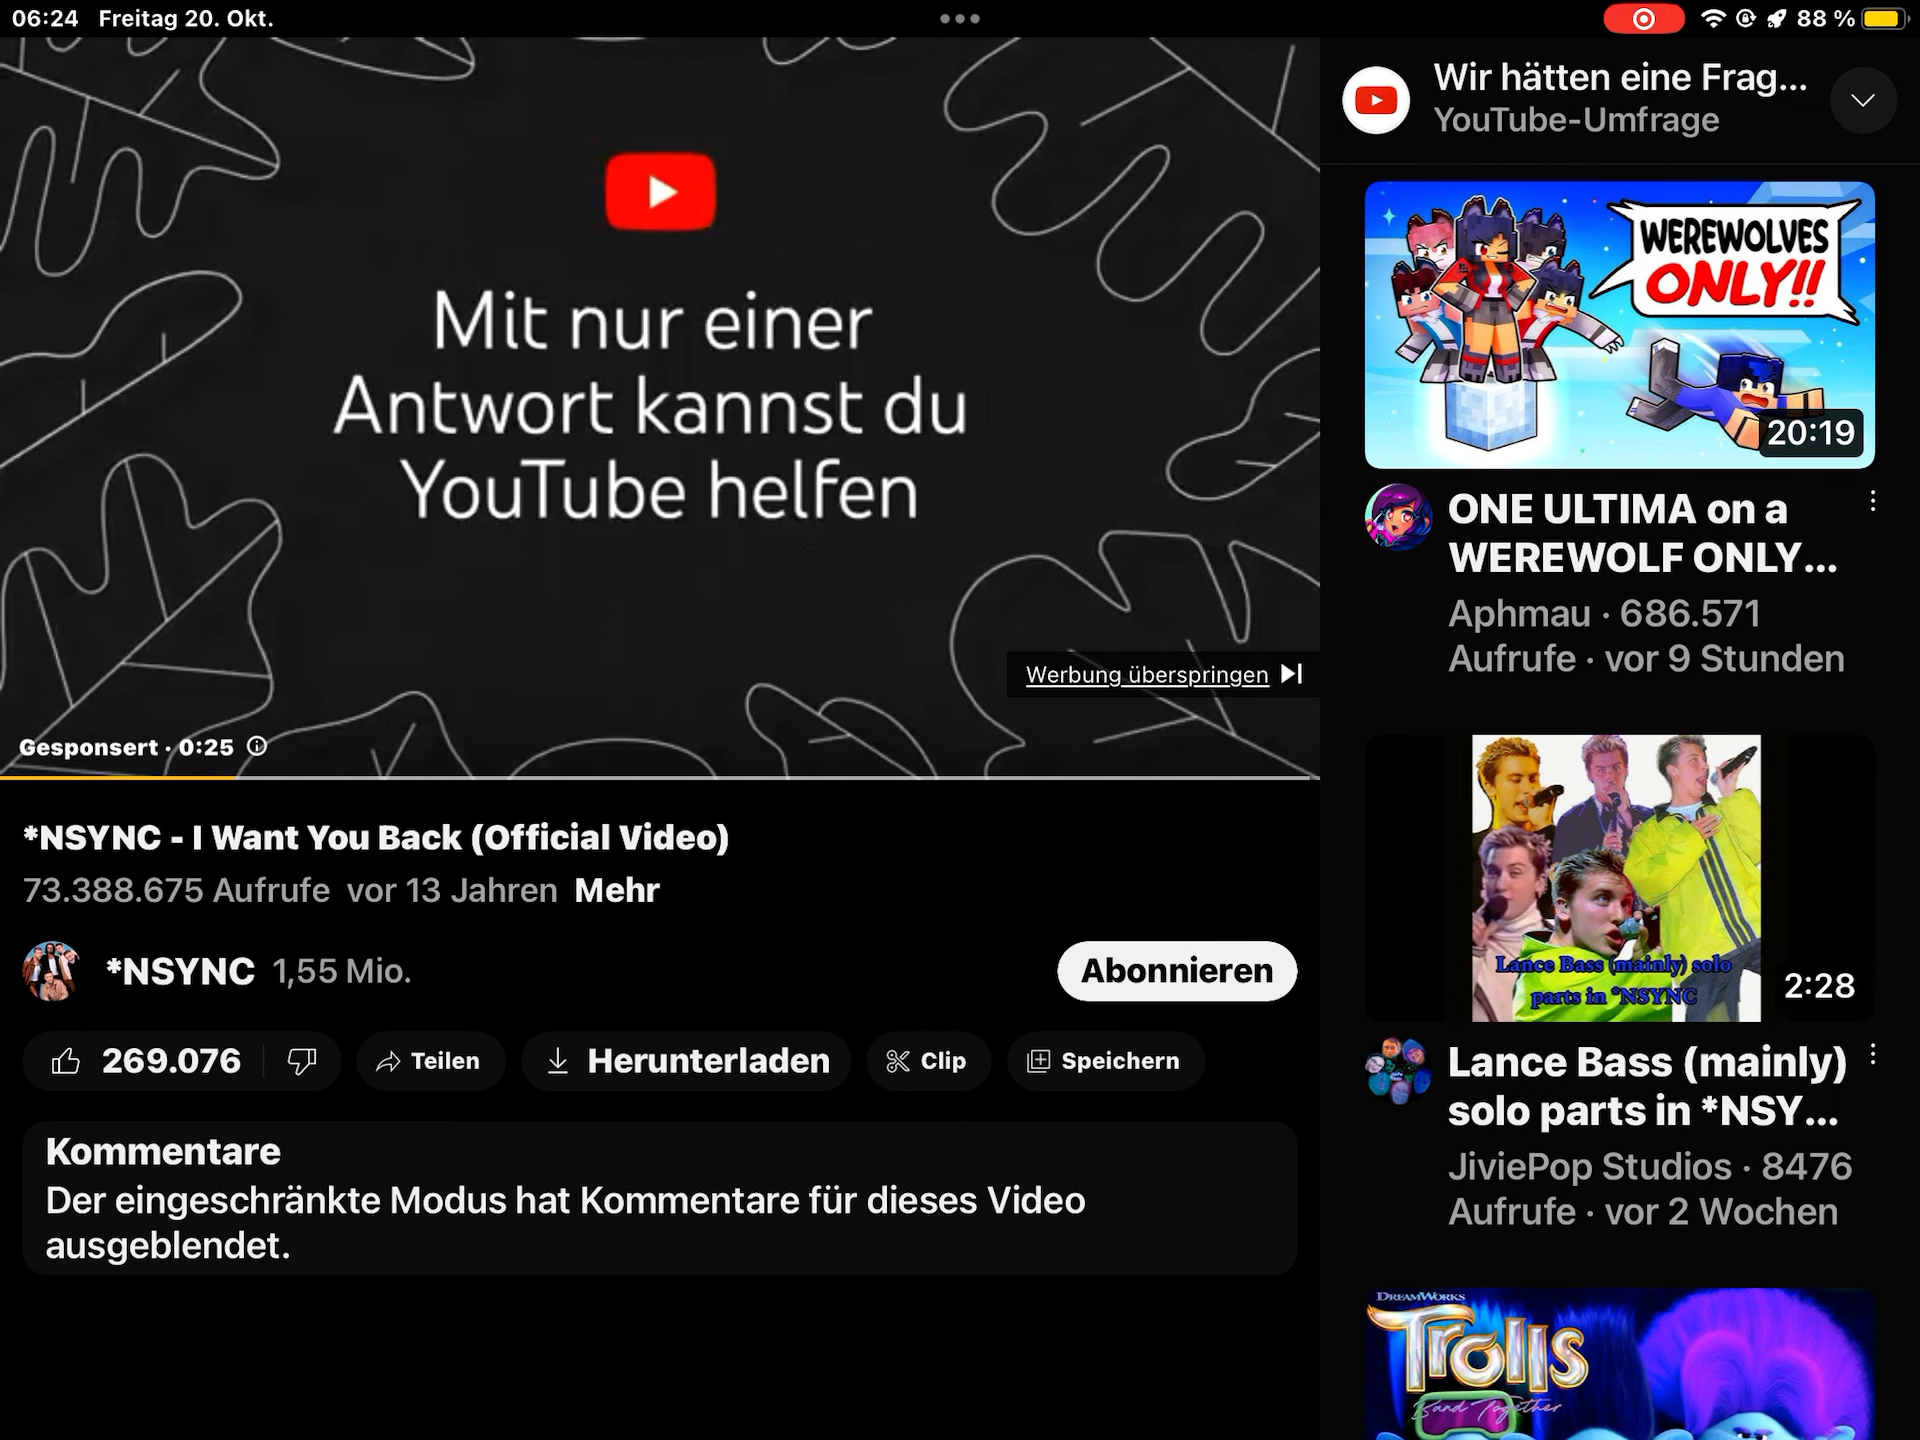 06:24 Freitag 20. Okt.
88 %
Mit nur einer
Antwort kannst du
YouTube helfen
Werbung überspringen
Gesponsert · 0:25
*NSYNC - I Want You Back (Official Video)
73.388.675 Aufrufe vor 13 Jahren Mehr
*NSYNC 1,55 Mio.
Abonnieren
269.076
Teilen
Herunterladen
Clip
Speichern
Kommentare
Der eingeschränkte Modus hat Kommentare für dieses Video
ausgeblendet.
Wir hätten eine Frag...
YouTube-Umfrage
WEREWOLVES
ONLY!!
20:19
ONE ULTIMA on a
WEREWOLF ONLY...
Aphmau · 686.571
Aufrufe · vor 9 Stunden
Lance Bass (mainly) solo
parts in *NSYNC
2:28
Lance Bass (mainly)
solo parts in *NSY...
JiviePop Studios · 8476
Aufrufe · vor 2 Wochen
DREAMWORKS
Trolls
Band Together